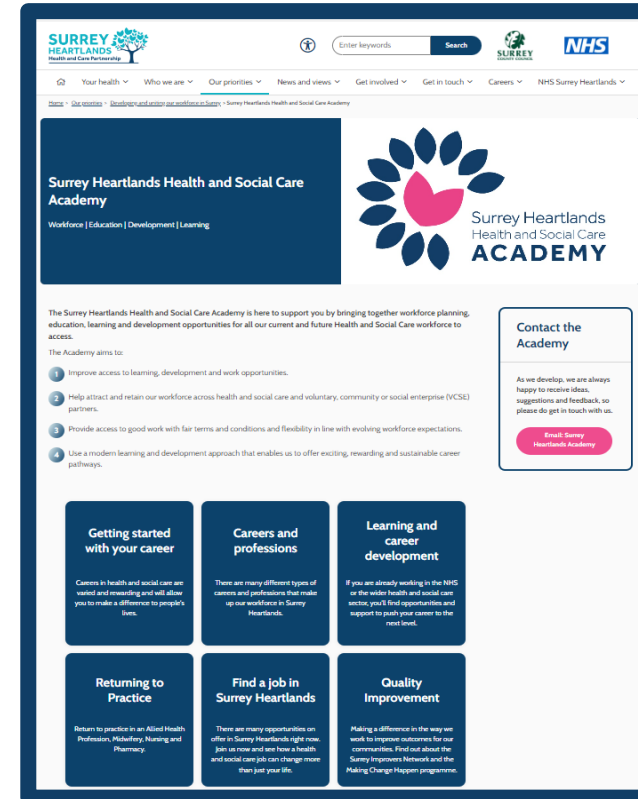 SURREY
HEARTLANDS
Health and Care Partnership
Enter keywords
Search
SURREY
COUNTY COUNCIL
NHS
Your health
Who we are
Our priorities
News and views
Get involved
Get in touch
Careers
NHS Surrey Heartlands
Home > Our priorities > Developing and uniting our workforce in Surrey > Surrey Heartlands Health and Social Care Academy
Surrey Heartlands Health and Social Care
Academy
Workforce | Education | Development | Learning
Surrey Heartlands
Health and Social Care
ACADEMY
The Surrey Heartlands Health and Social Care Academy is here to support you by bringing together workforce planning,
education, learning and development opportunities for all our current and future Health and Social Care workforce to
access.
The Academy aims to:
1 Improve access to learning, development and work opportunities.
2 Help attract and retain our workforce across health and social care and voluntary, community or social enterprise (VCSE)
partners.
3 Provide access to good work with fair terms and conditions and flexibility in line with evolving workforce expectations.
4 Use a modern learning and development approach that enables us to offer exciting, rewarding and sustainable career
pathways.
Contact the
Academy
As we develop, we are always
happy to receive ideas,
suggestions and feedback, so
please do get in touch with us.
Email: Surrey
Heartlands Academy
Getting started
with your career
Careers in health and social care are
varied and rewarding and will allow
you to make a difference to people's
lives.
Careers and
professions
There are many different types of
careers and professions that make
up our workforce in Surrey
Heartlands.
Learning and
career
development
If you are already working in the NHS
or the wider health and social care
sector, you'll find opportunities and
support to push your career to the
next level.
Returning to
Practice
Return to practice in an Allied Health
Profession, Midwifery, Nursing and
Pharmacy.
Find a job in
Surrey Heartlands
There are many opportunities on
offer in Surrey Heartlands right now.
Join us now and see how a health
and social care job can change more
than just your life.
Quality
Improvement
Making a difference in the way we
work to improve outcomes for our
communities. Find out about the
Surrey Improvers Network and the
Making Change Happen programme.